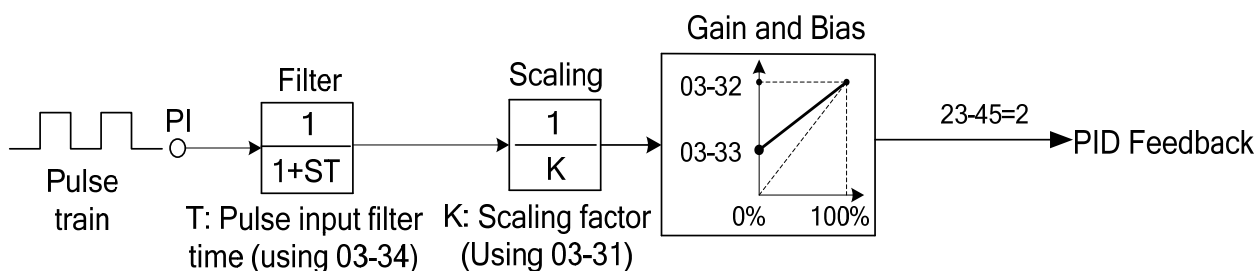 Gain and Bias
Filter
Scaling
PI
1
1+ST
1
K
03-32
03-33
0%
100%
23-45=2
PID Feedback
Pulse
train
T: Pulse input filter
time (using 03-34)
K: Scaling factor
(Using 03-31)